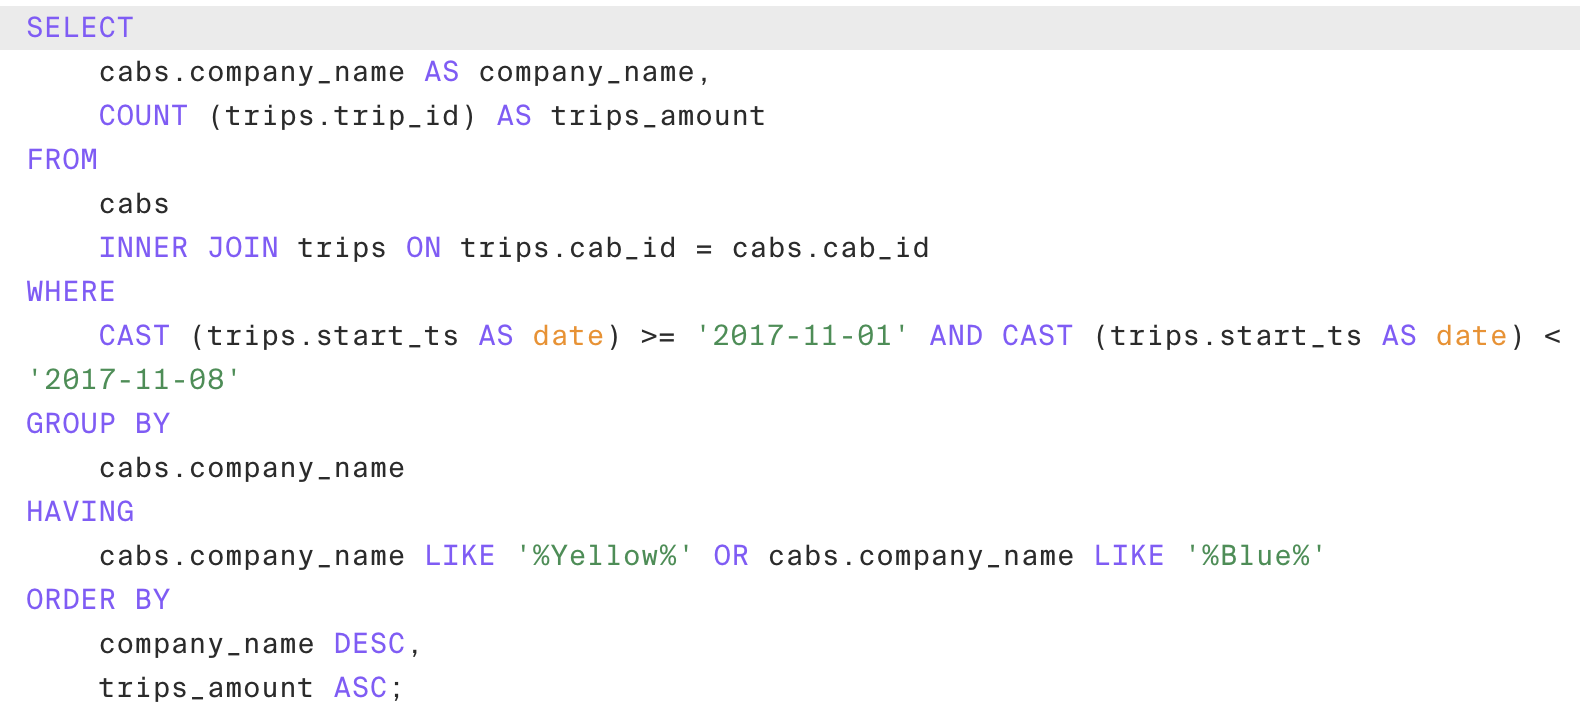 SELECT
    cabs.company_name AS company_name,
    COUNT (trips.trip_id) AS trips_amount
FROM
    cabs
    INNER JOIN trips ON trips.cab_id = cabs.cab_id
WHERE
    CAST (trips.start_ts AS date) >= '2017-11-01' AND CAST (trips.start_ts AS date) <
'2017-11-08'
GROUP BY
    cabs.company_name
HAVING
    cabs.company_name LIKE '%Yellow%' OR cabs.company_name LIKE '%Blue%'
ORDER BY
    company_name DESC,
    trips_amount ASC;